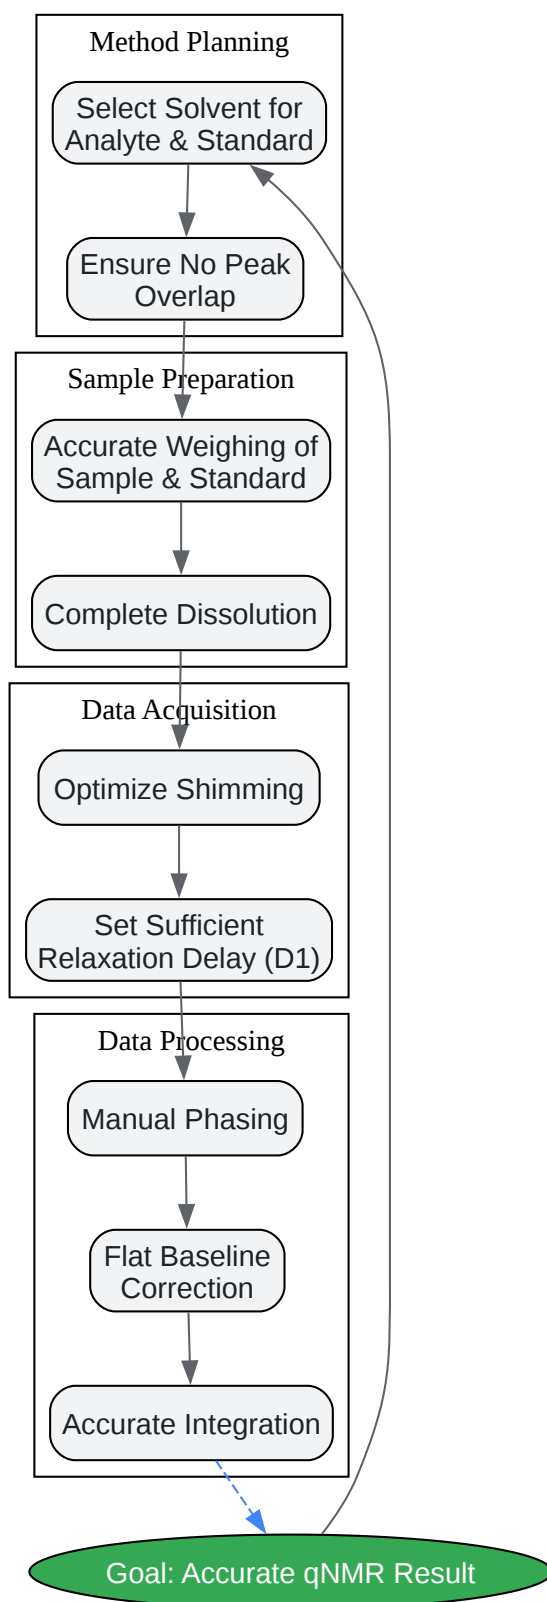 Method Planning
Select Solvent for
Analyte & Standard
Ensure No Peak
Overlap
Sample Preparation
Accurate Weighing of
Sample & Standard
Complete Dissolution
Data Acquisition
Optimize Shimming
Set Sufficient
Relaxation Delay (D1)
Data Processing
Manual Phasing
Flat Baseline
Correction
Accurate Integration
Goal: Accurate qNMR Result